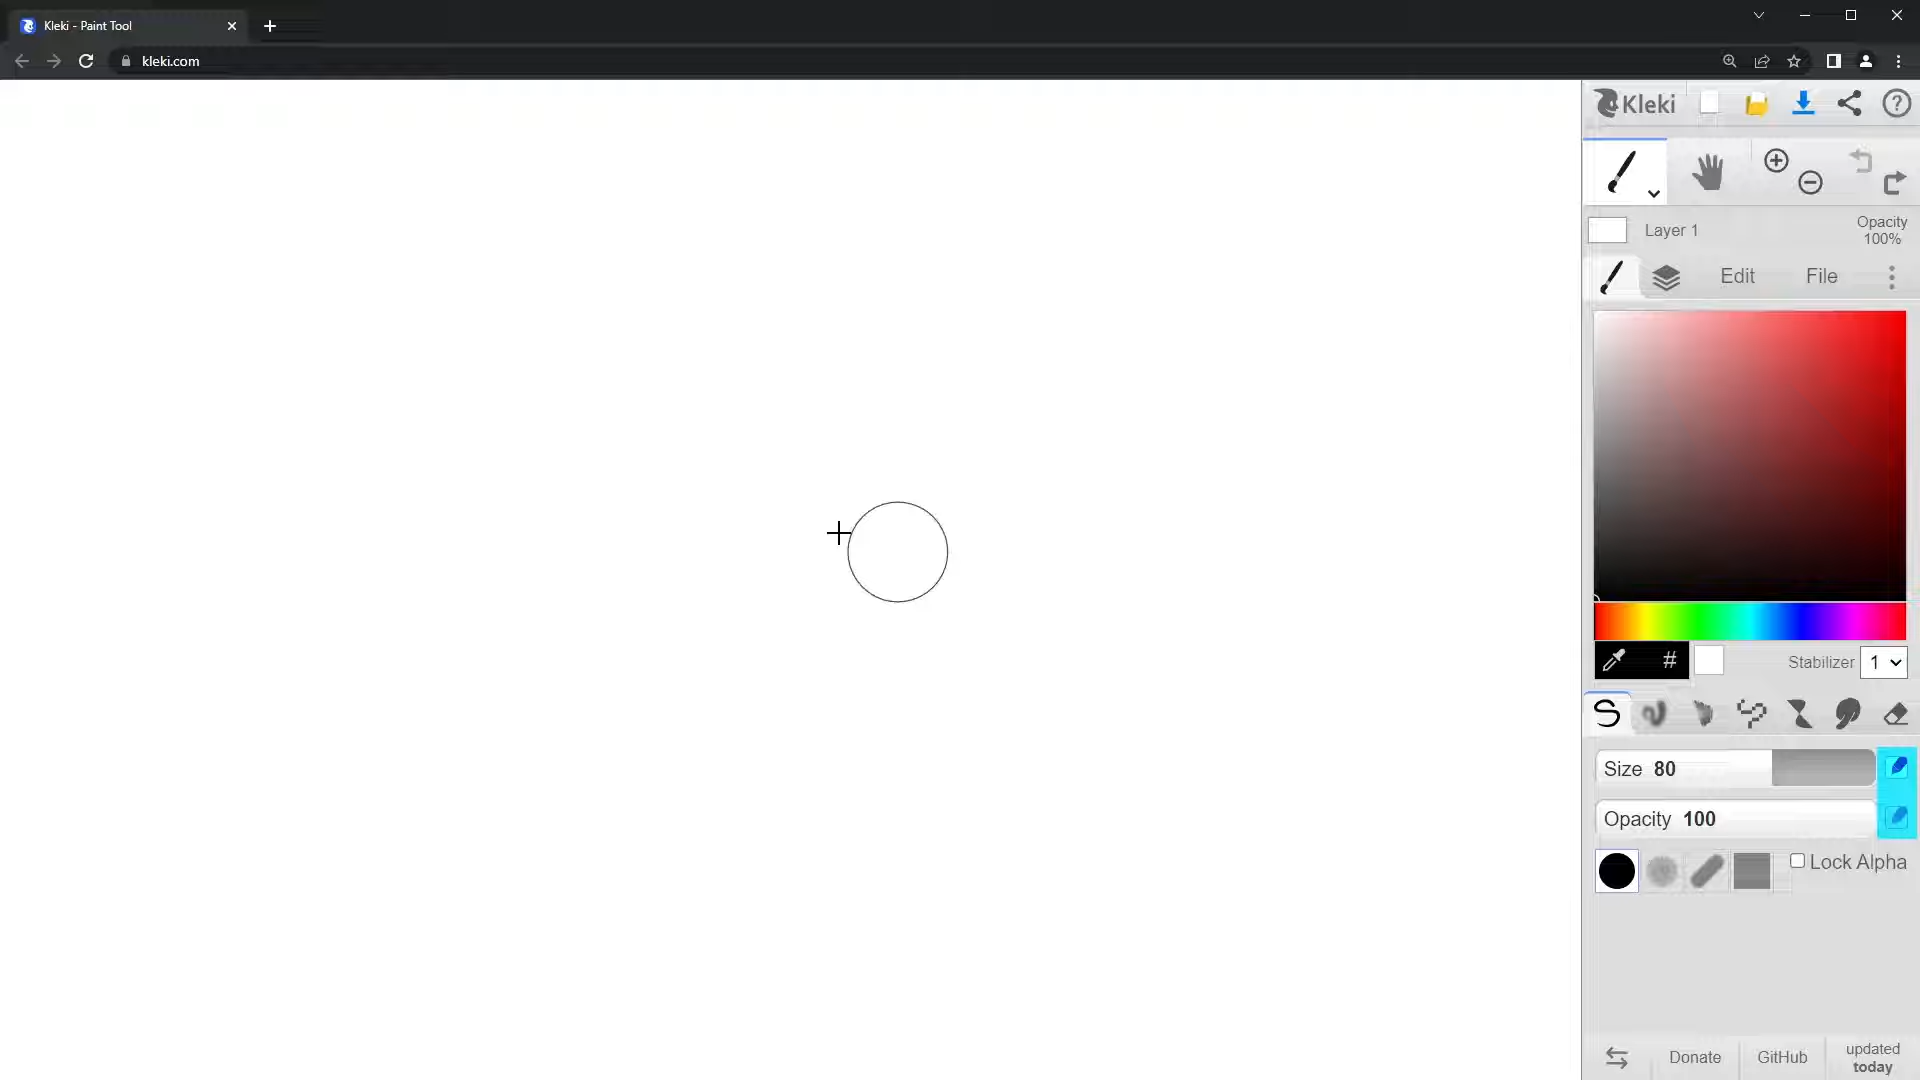 Kleki - Paint Tool
kleki.com
Kleki
Layer 1
Opacity
100%
Edit
File
#
Stabilizer 1
Size 80
Opacity 100
Lock Alpha
Donate
GitHub
updated
today